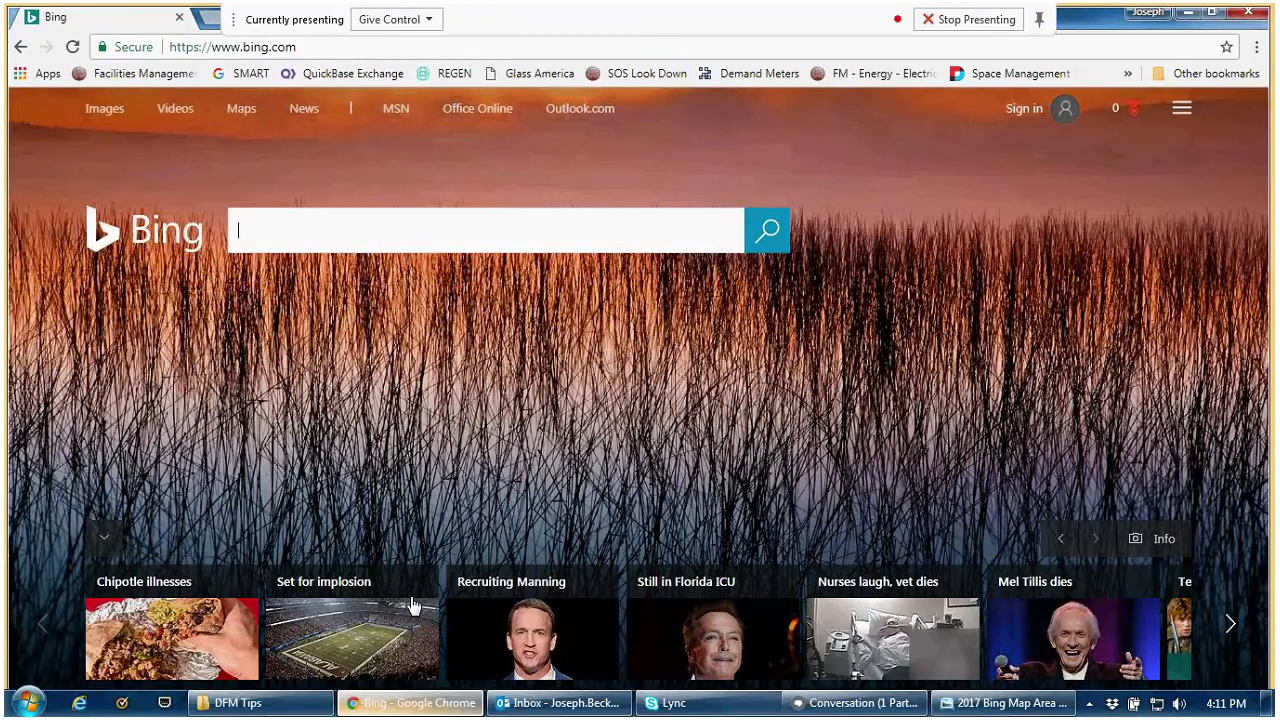 Bing
Currently presenting
Give Control
Stop Presenting
Joseph
Secure
https://www.bing.com
Apps
Facilities Manageme
SMART
QuickBase Exchange
REGEN
Glass America
SOS Look Down
Demand Meters
FM - Energy - Electric
Space Management
»
Other bookmarks
Images
Videos
Maps
News
|
MSN
Office Online
Outlook.com
Sign in
0
Bing
Info
Chipotle illnesses
Set for implosion
Recruiting Manning
Still in Florida ICU
Nurses laugh, vet dies
Mel Tillis dies
Te
DFM Tips
Bing - Google Chrome
Inbox - Joseph.Beck...
Lync
Conversation (1 Part...
2017 Bing Map Area ...
4:11 PM